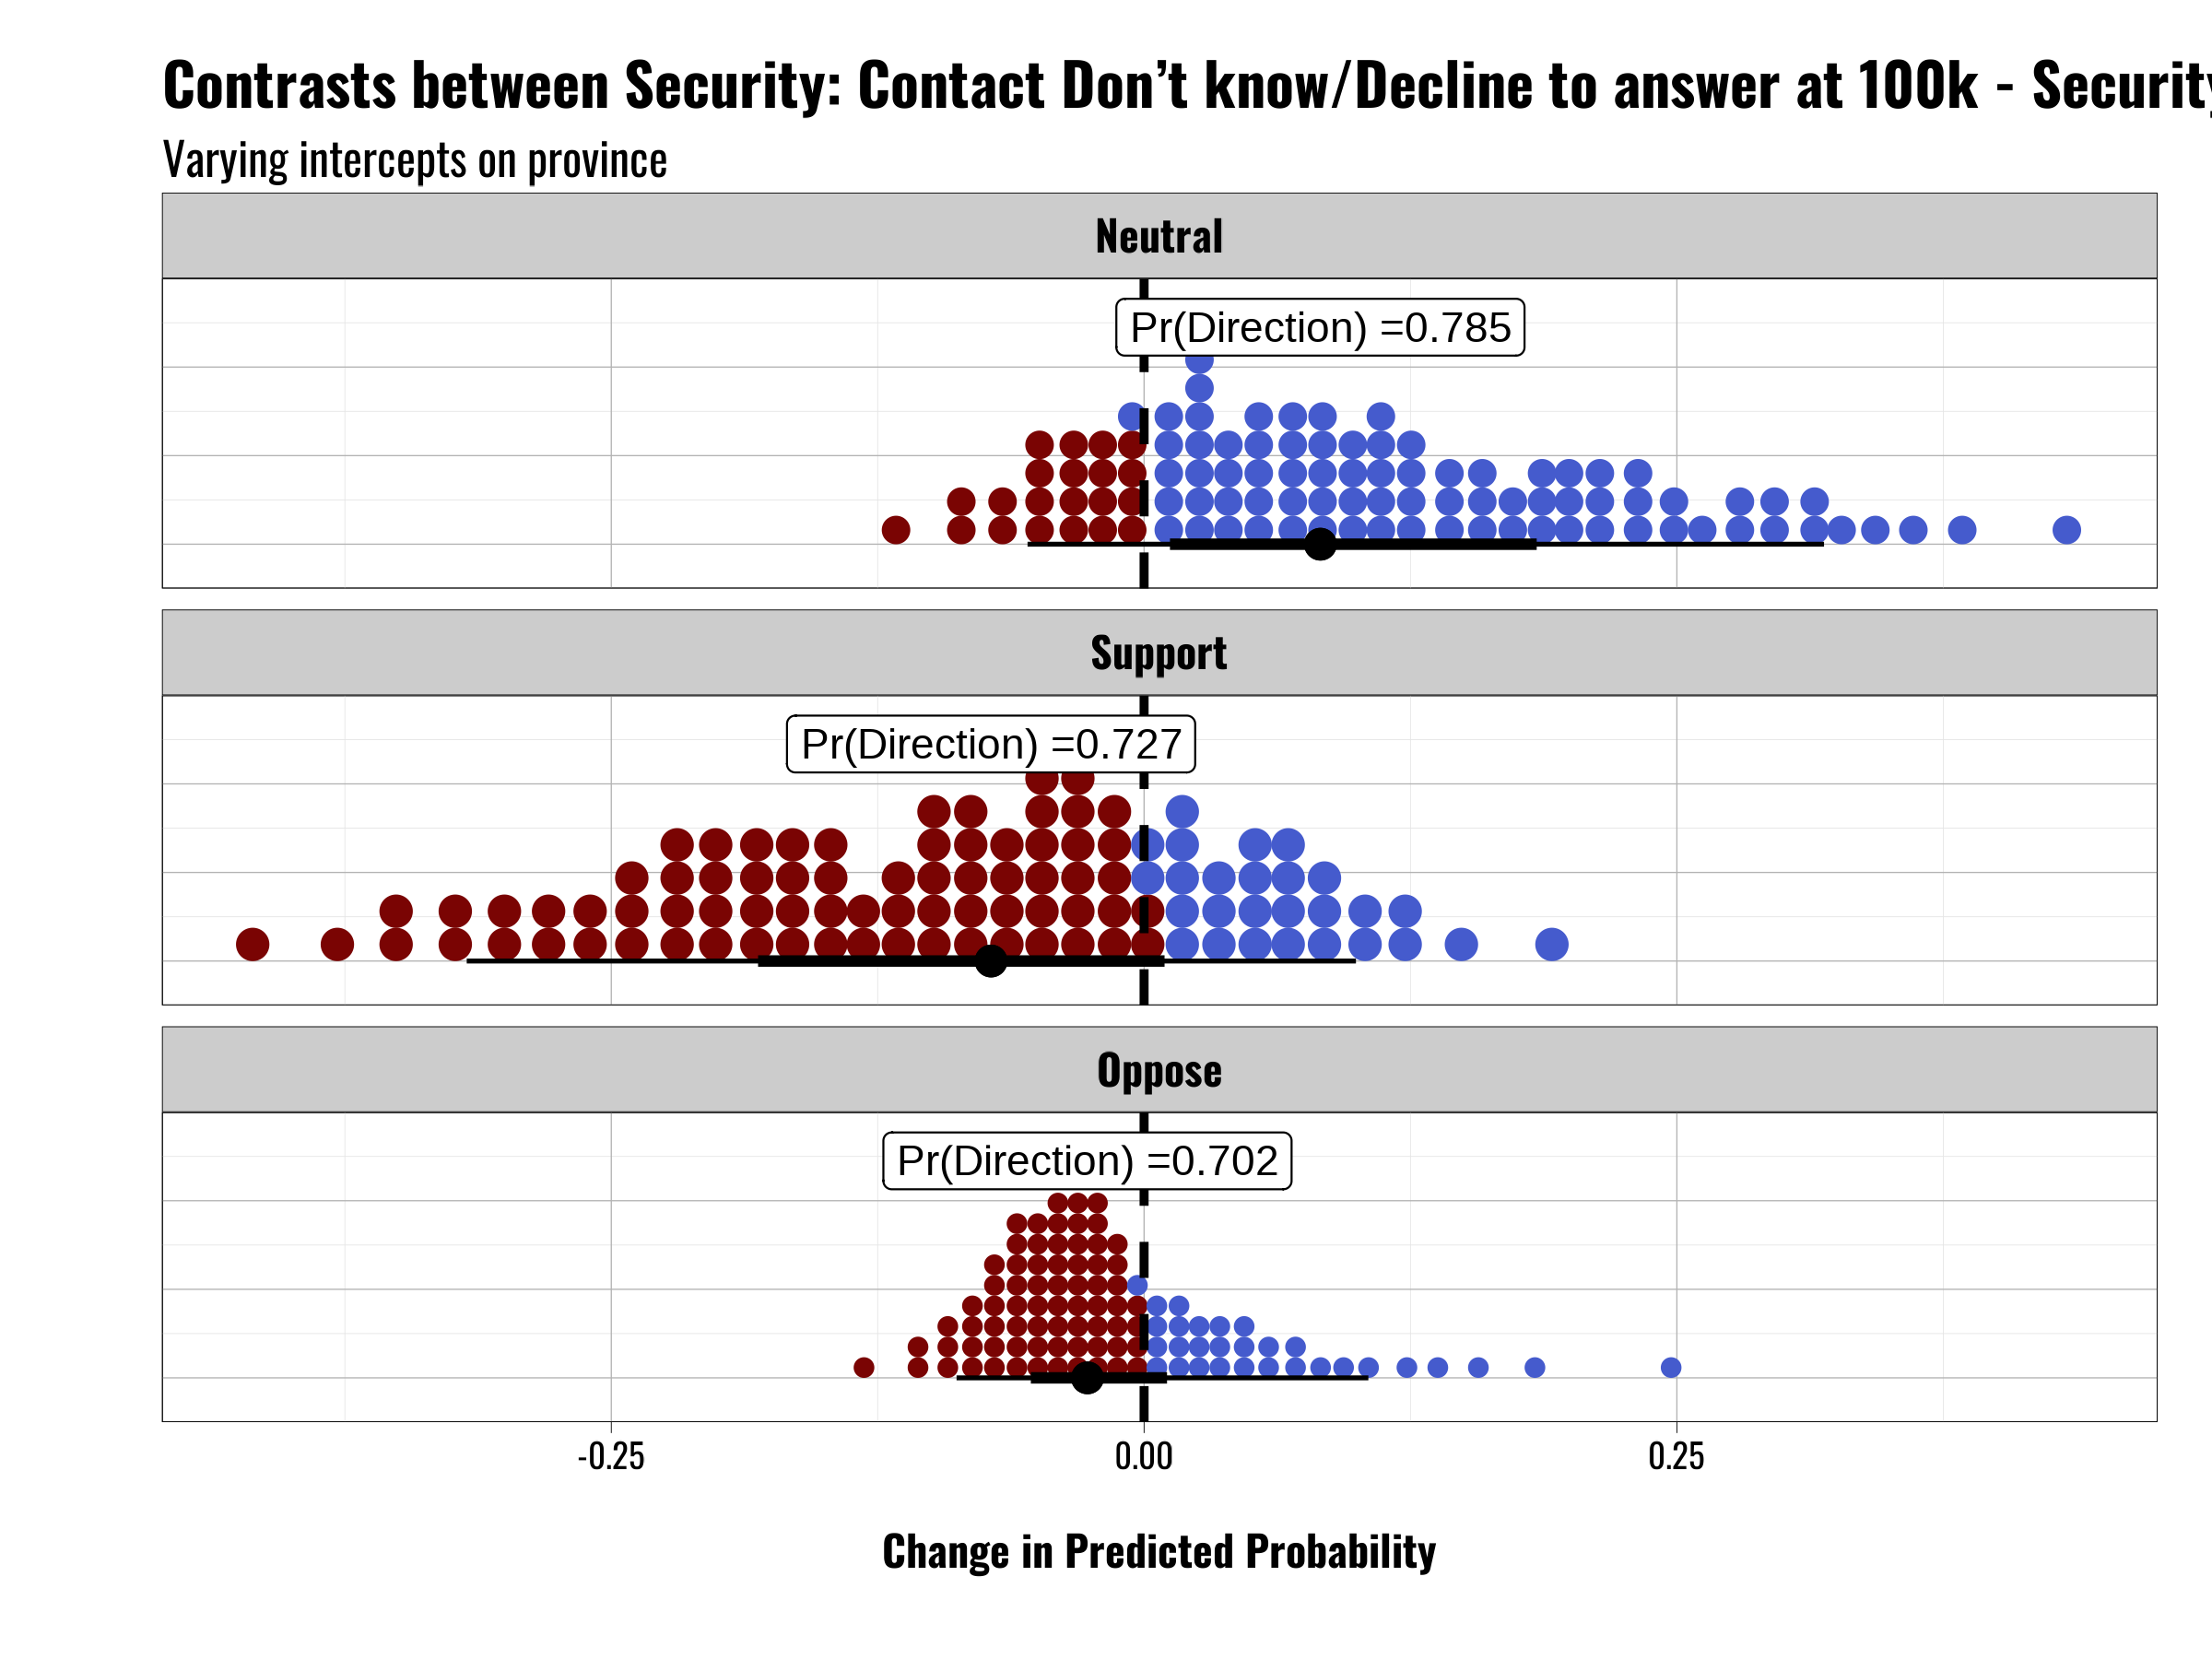 Contrasts between Security: Contact Don’t know/Decline to answer at 100k - Security
Varying intercepts on province
Neutral
Pr(Direction) =0.785
Support
Pr(Direction) =0.727
Oppose
Pr(Direction) =0.702
-0.25 0.00 0.25
Change in Predicted Probability